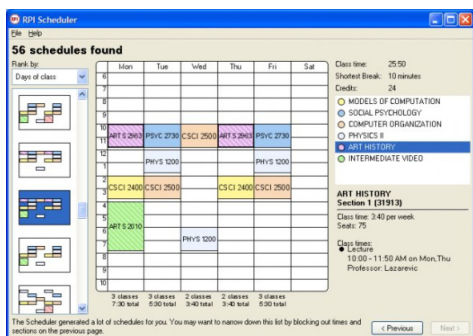 RPI Scheduler
File Help
56 schedules found
Rank by:
Days of class
Mon Tue Wed Thu Fri Sat
6
7
8
9
10
11
12
1
2
3
4
5
6
7
8
9
10
ARTS 2963 PSYC 2730 CSCI 2500 ARTS 2963 PSYC 2730
PHYS 1200 PHYS 1200
CSCI 2400 CSCI 2500 CSCI 2400 CSCI 2500
ARTS 2010
PHYS 1200
3 classes 3 classes 2 classes 2 classes 3 classes
7:30 total 5:30 total 3:40 total 3:40 total 5:30 total
Class time: 25:50
Shortest Break: 10 minutes
Credits: 24
MODELS OF COMPUTATION
SOCIAL PSYCHOLOGY
COMPUTER ORGANIZATION
PHYSICS II
ART HISTORY
INTERMEDIATE VIDEO
ART HISTORY
Section 1 (31913)
Class time: 3:40 per week
Seats: 75
Class times:
Lecture
10:00 - 11:50 AM on Mon,Thu
Professor: Lazarevic
The Scheduler generated a lot of schedules for you. You may want to narrow down this list by blocking out times and
sections on the previous page.
< Previous Next >